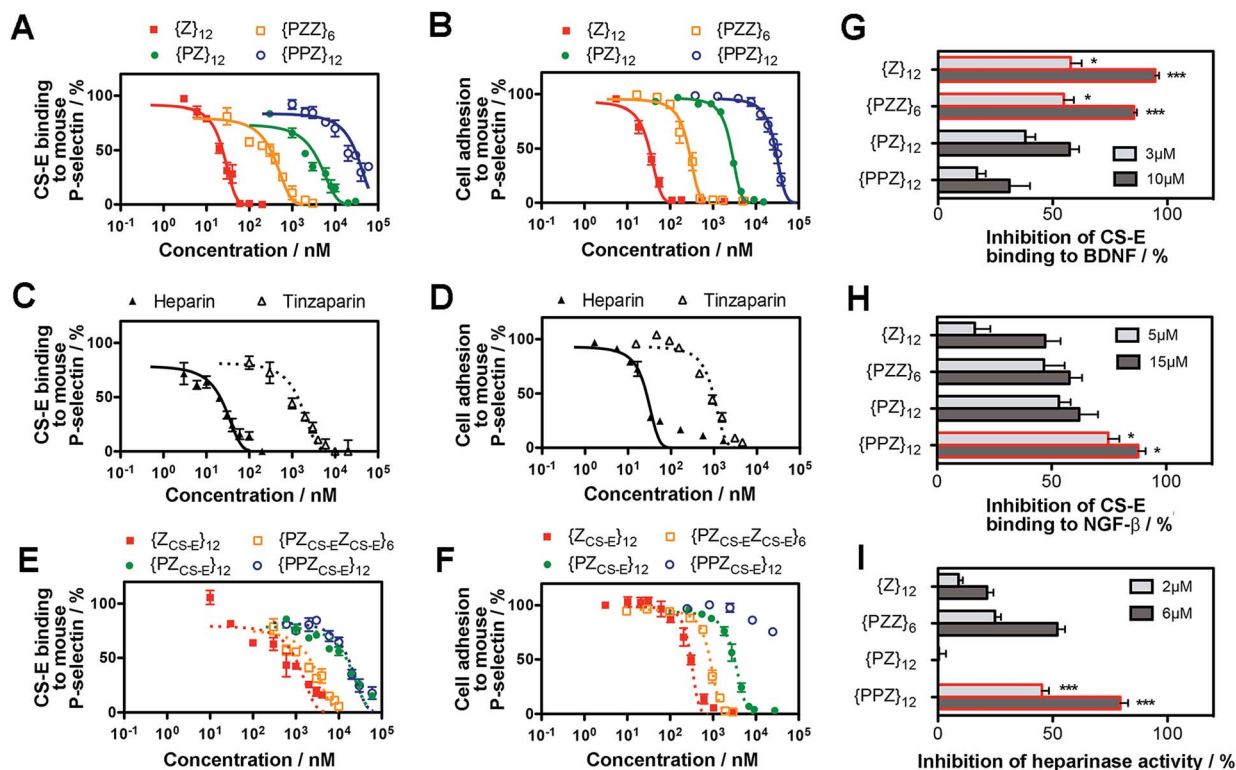 A
{Z}12 {PZZ}6
{PZ}12 {PPZ}12
CS-E binding
to mouse
P-selectin / %
100
50
0
10-1 100 101 102 103 104 105
Concentration / nM
B
{Z}12 {PZZ}6
{PZ}12 {PPZ}12
Cell adhesion
to mouse
P-selectin / %
100
50
0
10-1 100 101 102 103 104 105
Concentration / nM
G
{Z}12
{PZZ}6
{PZ}12
{PPZ}12
* ***
* ***
3μM
10μM
0 50 100
Inhibition of CS-E
binding to BDNF / %
C
Heparin Tinzaparin
CS-E binding
to mouse
P-selectin / %
100
50
0
10-1 100 101 102 103 104 105
Concentration / nM
D
Heparin Tinzaparin
Cell adhesion
to mouse
P-selectin / %
100
50
0
10-1 100 101 102 103 104 105
Concentration / nM
H
{Z}12
{PZZ}6
{PZ}12
{PPZ}12
*
*
5μM
15μM
0 50 100
Inhibition of CS-E
binding to NGF-β / %
E
{ZCS-E}12 {PZCS-EZCS-E}6
{PZCS-E}12 {PPZCS-E}12
CS-E binding
to mouse
P-selectin / %
100
50
0
10-1 100 101 102 103 104 105
Concentration / nM
F
{ZCS-E}12 {PZCS-EZCS-E}6
{PZCS-E}12 {PPZCS-E}12
Cell adhesion
to mouse
P-selectin / %
100
50
0
10-1 100 101 102 103 104 105
Concentration / nM
I
{Z}12
{PZZ}6
{PZ}12
{PPZ}12
***
***
2μM
6μM
0 50 100
Inhibition of heparinase activity / %